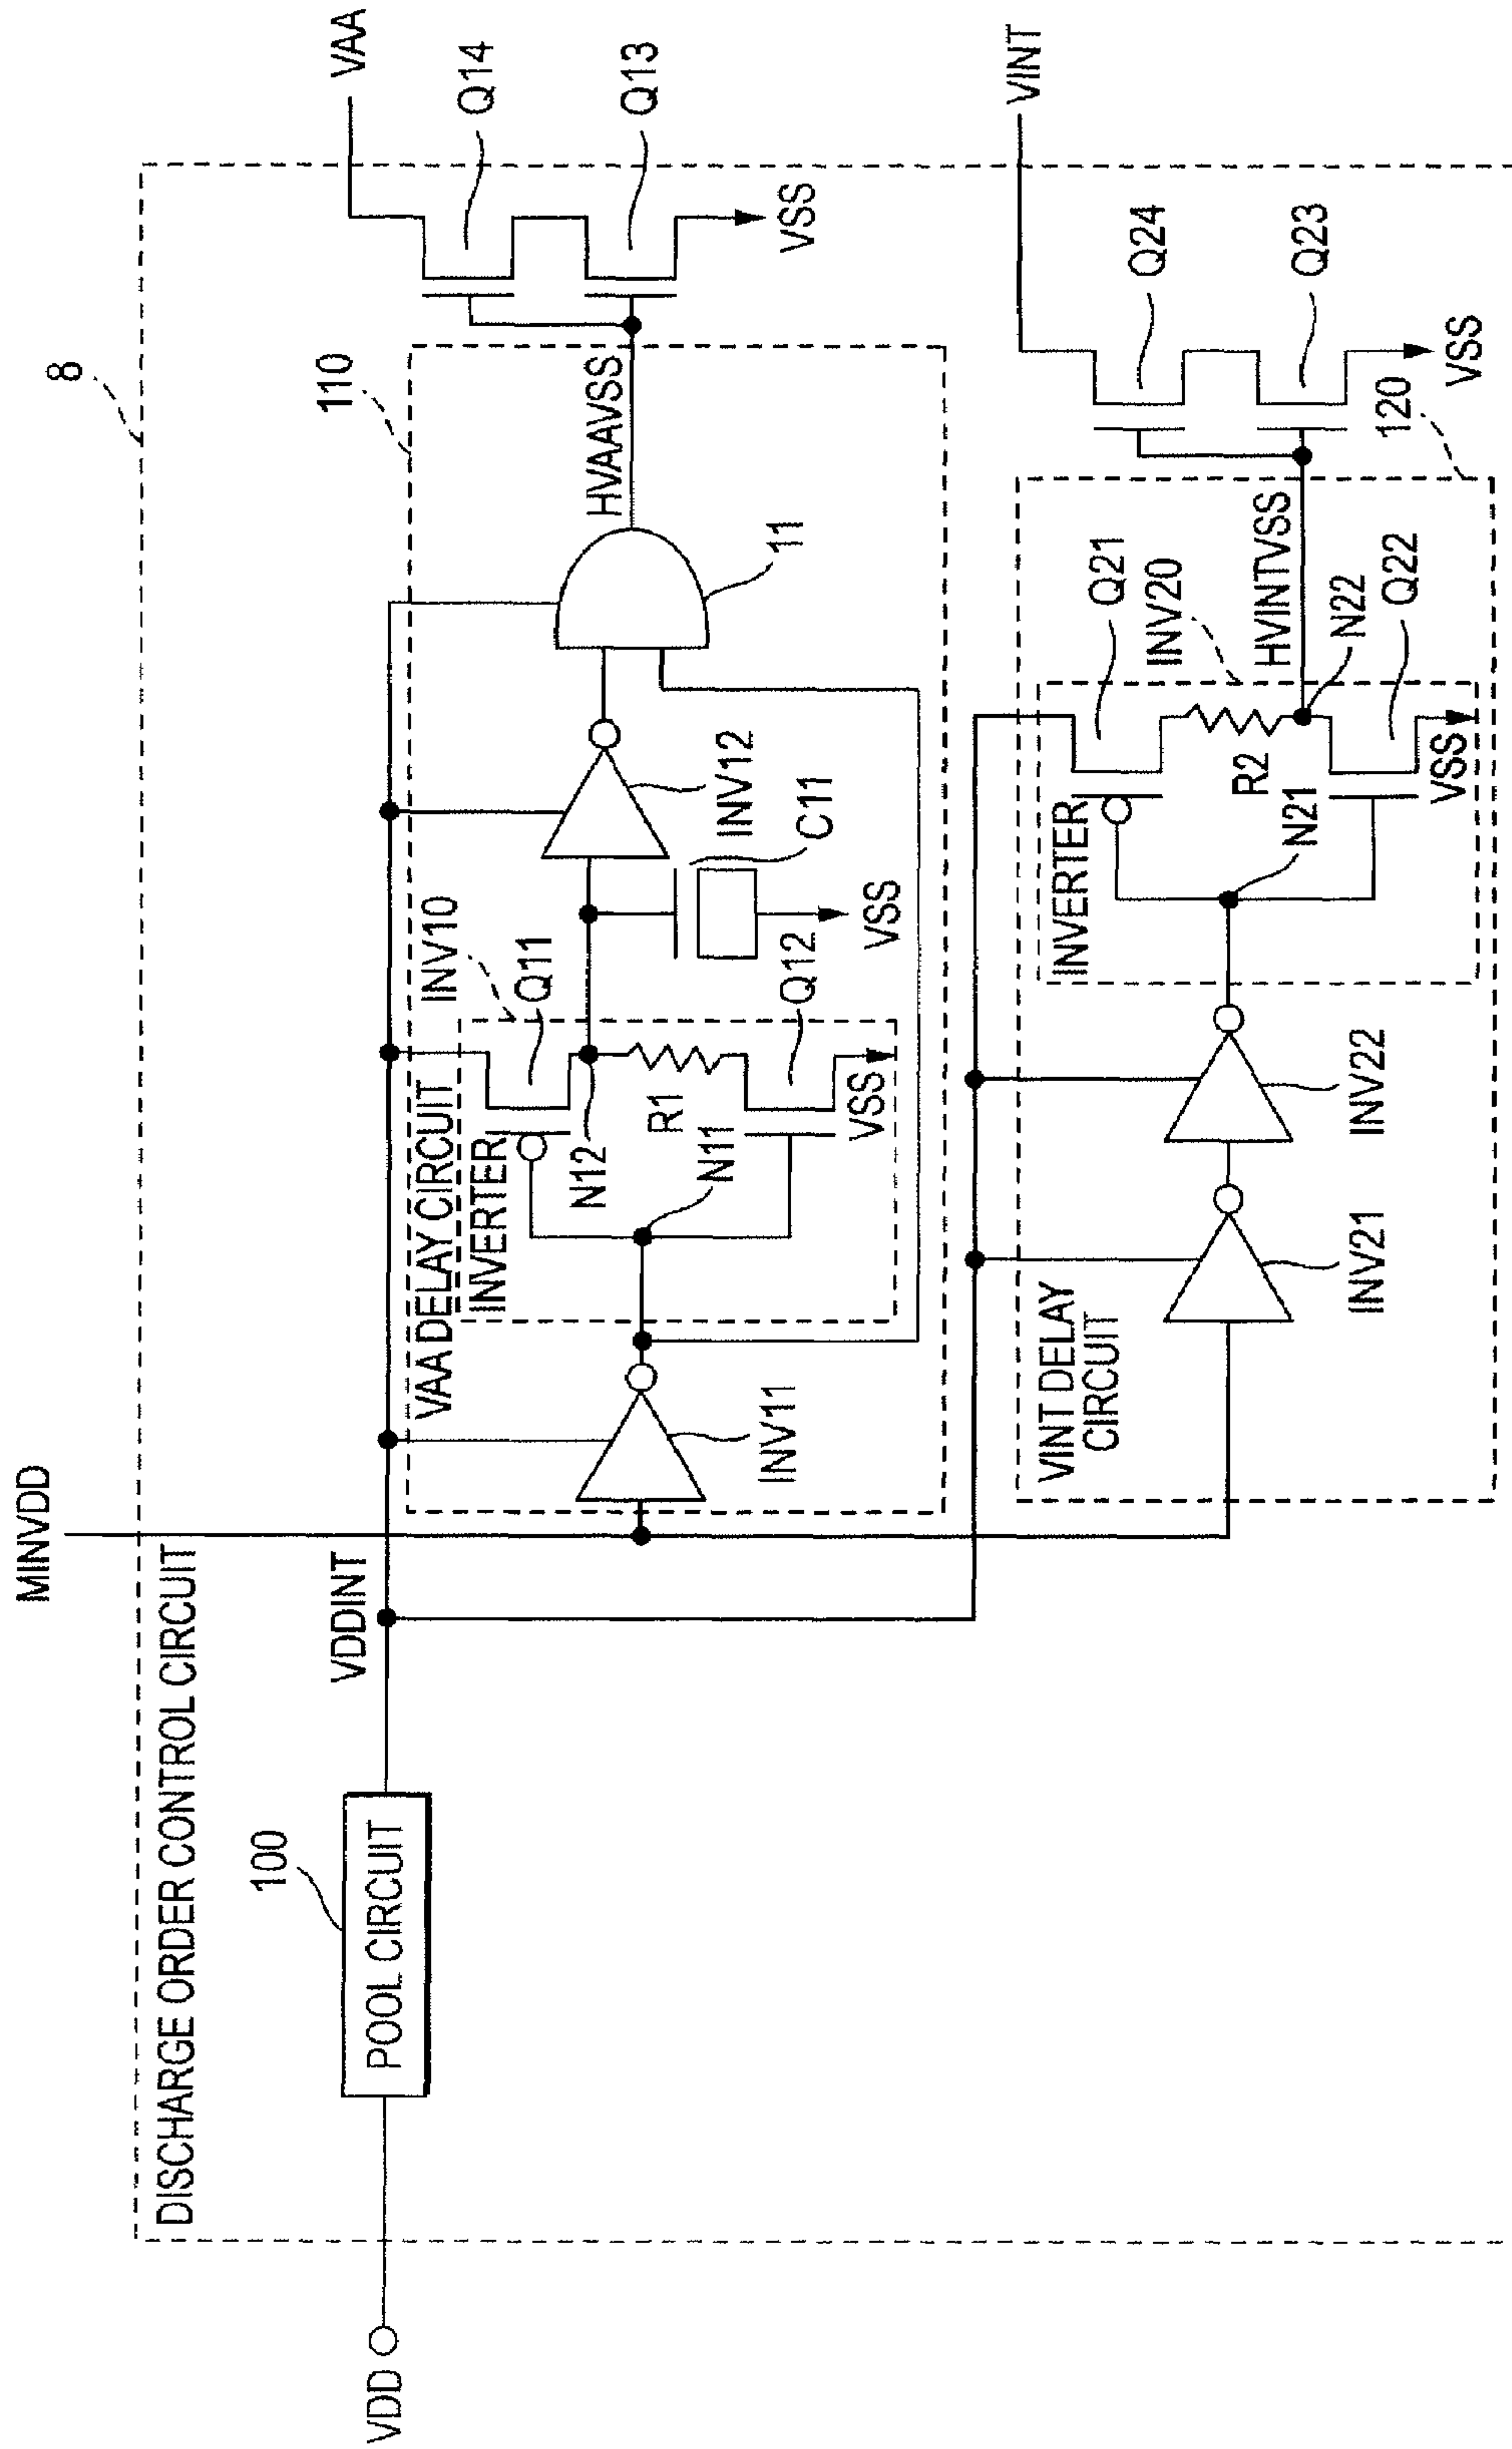 8
DISCHARGE ORDER CONTROL CIRCUIT
MINVDD
VDD
100
POOL CIRCUIT
VDDINT
110
VAA DELAY CIRCUIT
INV11
INVERTER
INV10
Q11
N12
R1
N11
Q12
VSS
C11
VSS
INV12
11
HVAAVSS
VAA
Q14
Q13
VSS
VINT DELAY
CIRCUIT
INV21
INV22
INVERTER
INV20
Q21
R2
N21
N22
Q22
VSS
HVINTVSS
120
VINT
Q24
Q23
VSS